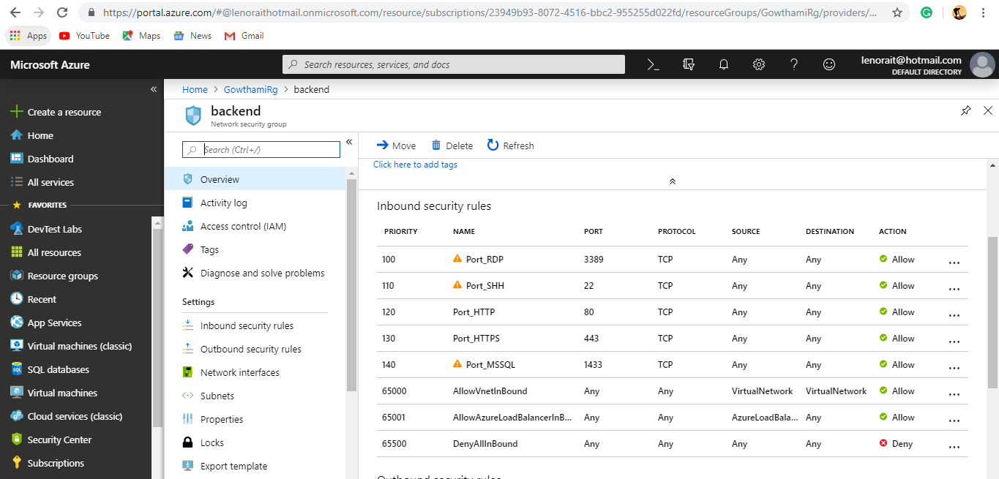 https://portal.azure.com/#@lenoraithotmail.onmicrosoft.com/resource/subscriptions/23949b93-8072-4516-bbc2-955255d022fd/resourceGroups/GowthamiRg/providers/...
Apps YouTube Maps News Gmail
Microsoft Azure Search resources, services, and docs lenorait@hotmail.com
DEFAULT DIRECTORY
«
Create a resource
Home
Dashboard
All services
FAVORITES
DevTest Labs
All resources
Resource groups
Recent
App Services
Virtual machines (classic)
SQL databases
Virtual machines
Cloud services (classic)
Security Center
Subscriptions
Home > GowthamiRg > backend
backend
Network security group
Search (Ctrl+/) «
Overview
Activity log
Access control (IAM)
Tags
Diagnose and solve problems
Settings
Inbound security rules
Outbound security rules
Network interfaces
Subnets
Properties
Locks
Export template
Move Delete Refresh
Click here to add tags
Inbound security rules
PRIORITY NAME PORT PROTOCOL SOURCE DESTINATION ACTION
100 Port_RDP 3389 TCP Any Any Allow ...
110 Port_SHH 22 TCP Any Any Allow ...
120 Port_HTTP 80 TCP Any Any Allow ...
130 Port_HTTPS 443 TCP Any Any Allow ...
140 Port_MSSQL 1433 TCP Any Any Allow ...
65000 AllowVnetInBound Any Any VirtualNetwork VirtualNetwork Allow ...
65001 AllowAzureLoadBalancerInB... Any Any AzureLoadBala... Any Allow ...
65500 DenyAllInBound Any Any Any Any Deny ...
Outbound security rules